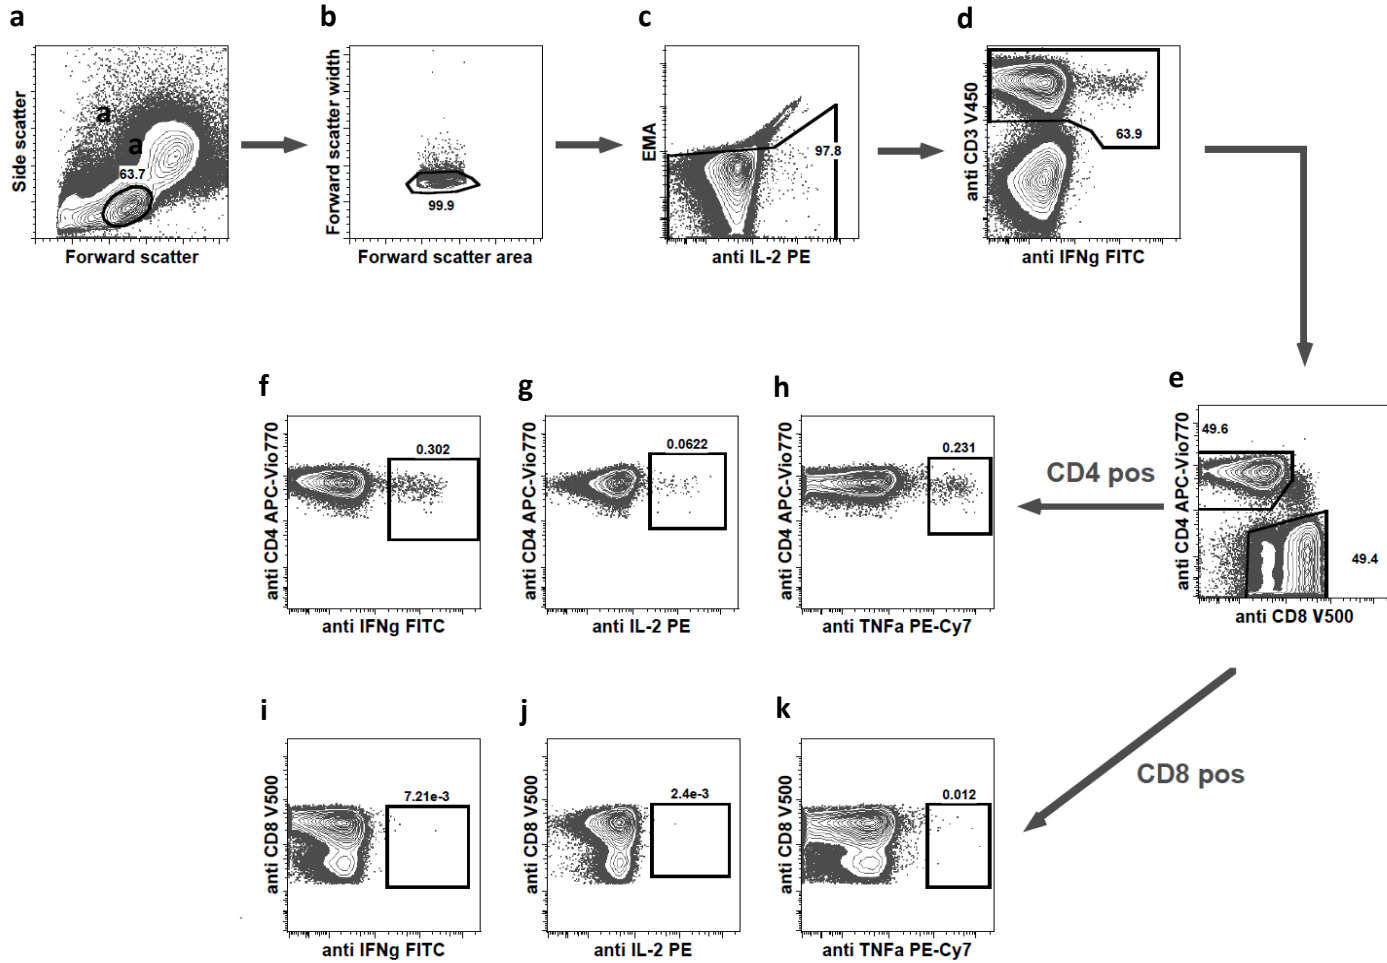 a
b
c
d
Side scatter
a
a
63.7
Forward scatter
Forward scatter width
99.9
Forward scatter area
EMA
97.8
anti IL-2 PE
anti CD3 V450
63.9
anti IFNg FITC
e
49.6
anti CD4 APC-Vio770
49.4
anti CD8 V500
CD4 pos
f
0.302
anti CD4 APC-Vio770
anti IFNg FITC
g
0.0622
anti CD4 APC-Vio770
anti IL-2 PE
h
0.231
anti CD4 APC-Vio770
anti TNFa PE-Cy7
CD8 pos
i
7.21e-3
anti CD8 V500
anti IFNg FITC
j
2.4e-3
anti CD8 V500
anti IL-2 PE
k
0.012
anti CD8 V500
anti TNFa PE-Cy7